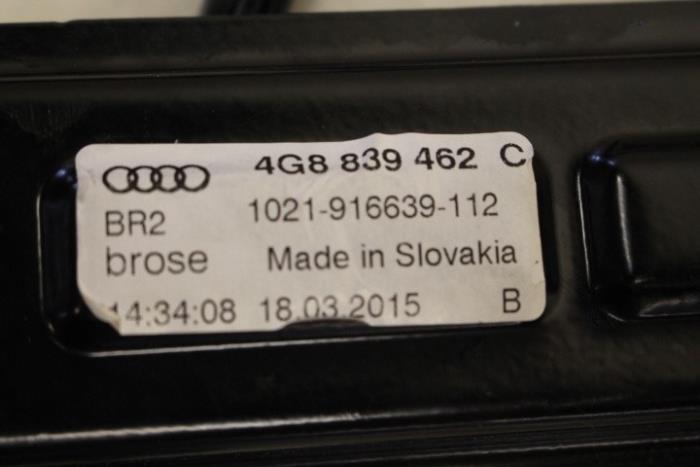 4G8 839 462 C
BR2 1021-916639-112
brose Made in Slovakia
14:34:08 18.03.2015 B